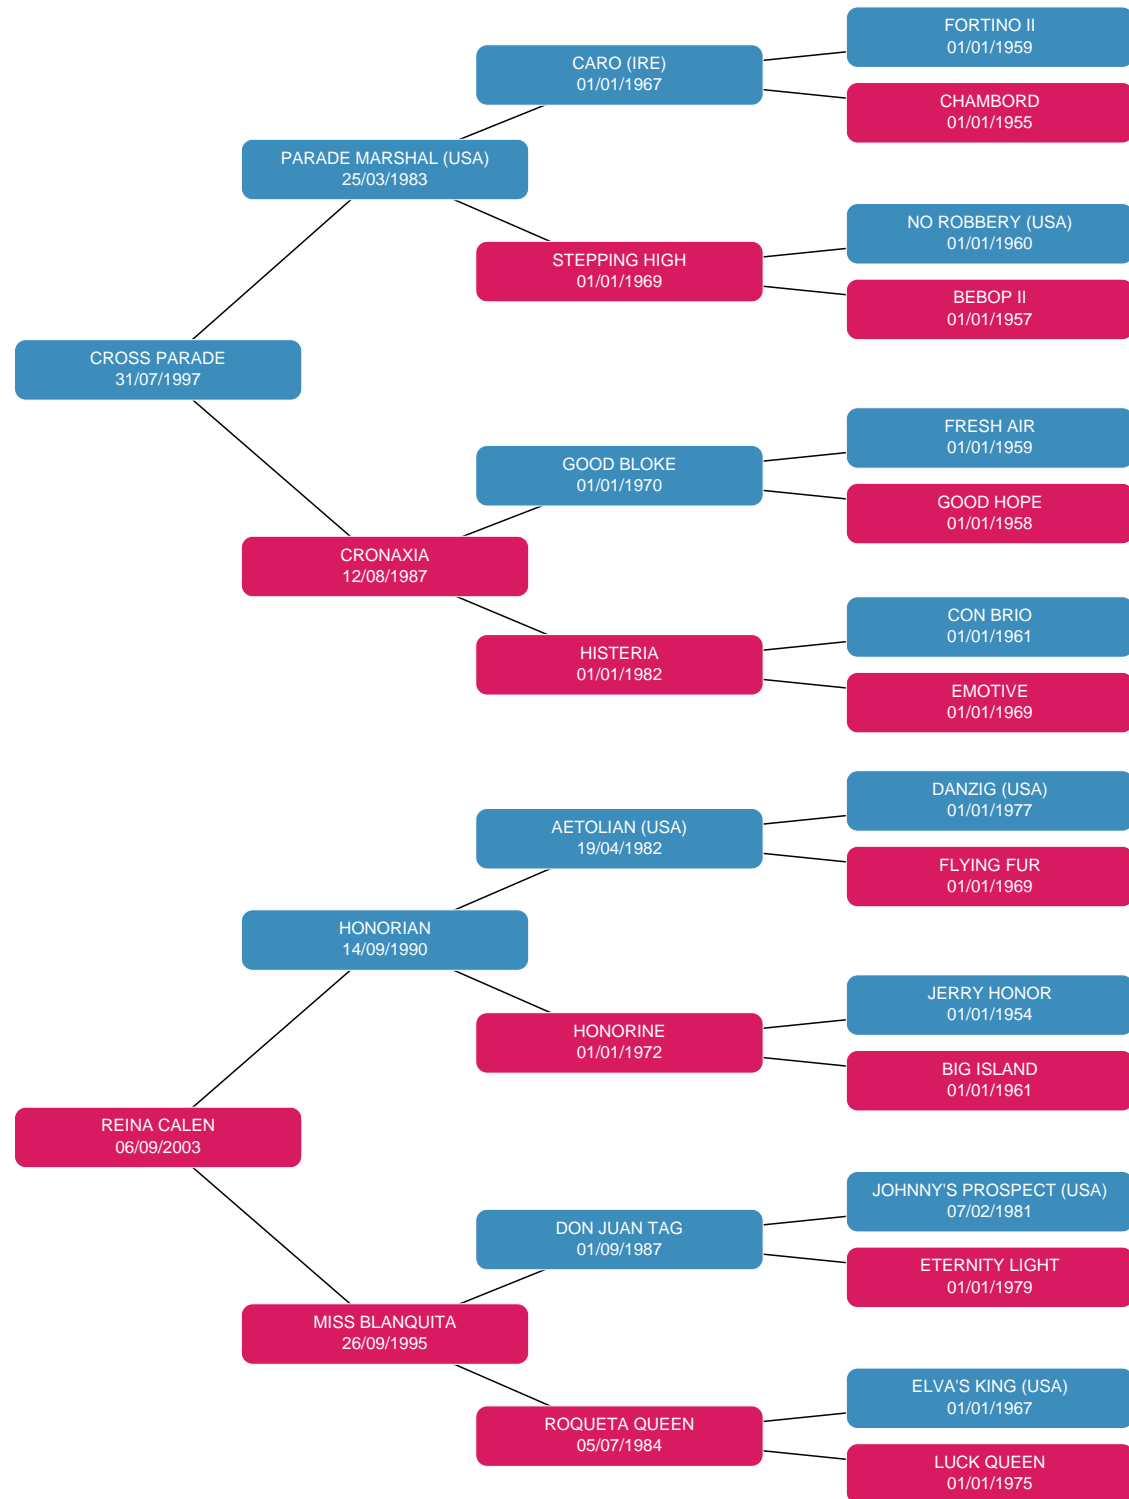 FORTINO II
01/01/1959
CARO (IRE)
01/01/1967
CHAMBORD
01/01/1955
PARADE MARSHAL (USA)
25/03/1983
NO ROBBERY (USA)
01/01/1960
STEPPING HIGH
01/01/1969
BEBOP II
01/01/1957
CROSS PARADE
31/07/1997
FRESH AIR
01/01/1959
GOOD BLOKE
01/01/1970
GOOD HOPE
01/01/1958
CRONAXIA
12/08/1987
CON BRIO
01/01/1961
HISTERIA
01/01/1982
EMOTIVE
01/01/1969
DANZIG (USA)
01/01/1977
AETOLIAN (USA)
19/04/1982
FLYING FUR
01/01/1969
HONORIAN
14/09/1990
JERRY HONOR
01/01/1954
HONORINE
01/01/1972
BIG ISLAND
01/01/1961
REINA CALEN
06/09/2003
JOHNNY'S PROSPECT (USA)
07/02/1981
DON JUAN TAG
01/09/1987
ETERNITY LIGHT
01/01/1979
MISS BLANQUITA
26/09/1995
ELVA'S KING (USA)
01/01/1967
ROQUETA QUEEN
05/07/1984
LUCK QUEEN
01/01/1975